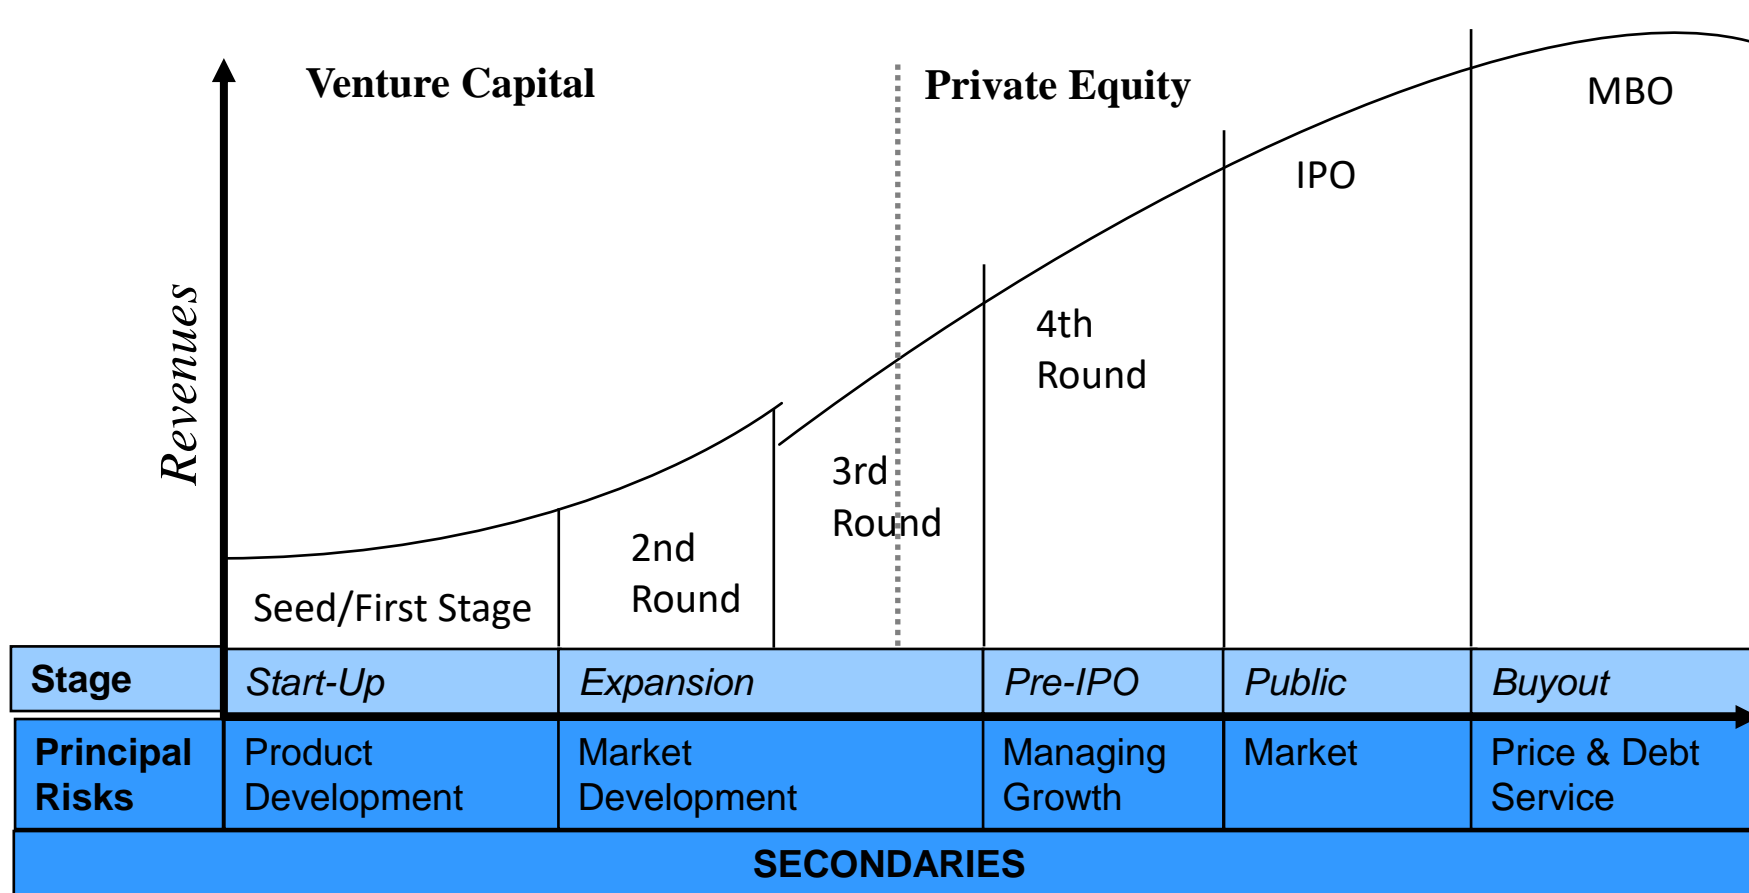 Venture Capital
Private Equity
MBO
IPO
Revenues
4th
Round
3rd
Round
2nd
Round
Seed/First Stage
Stage
Start-Up
Expansion
Pre-IPO
Public
Buyout
Principal
Risks
Product
Development
Market
Development
Managing
Growth
Market
Price & Debt
Service
SECONDARIES